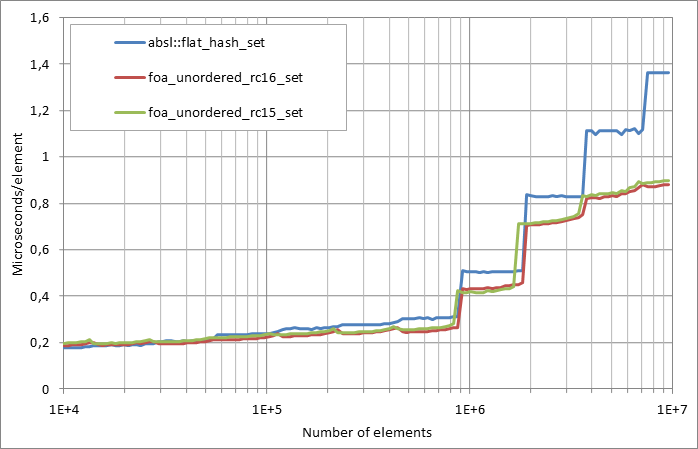 1,6
1,4
1,2
1
0,8
0,6
0,4
0,2
0
Microseconds/element
absl::flat_hash_set
foa_unordered_rc16_set
foa_unordered_rc15_set
1E+4
1E+5
1E+6
1E+7
Number of elements